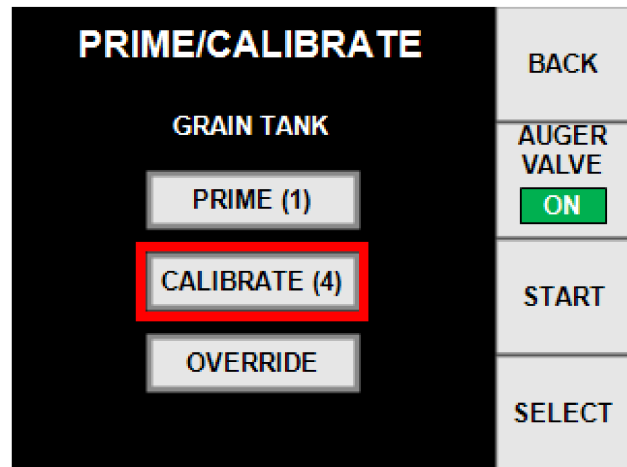 PRIME/CALIBRATE
GRAIN TANK
PRIME (1)
CALIBRATE (4)
OVERRIDE
BACK
AUGER
VALVE
ON
START
SELECT